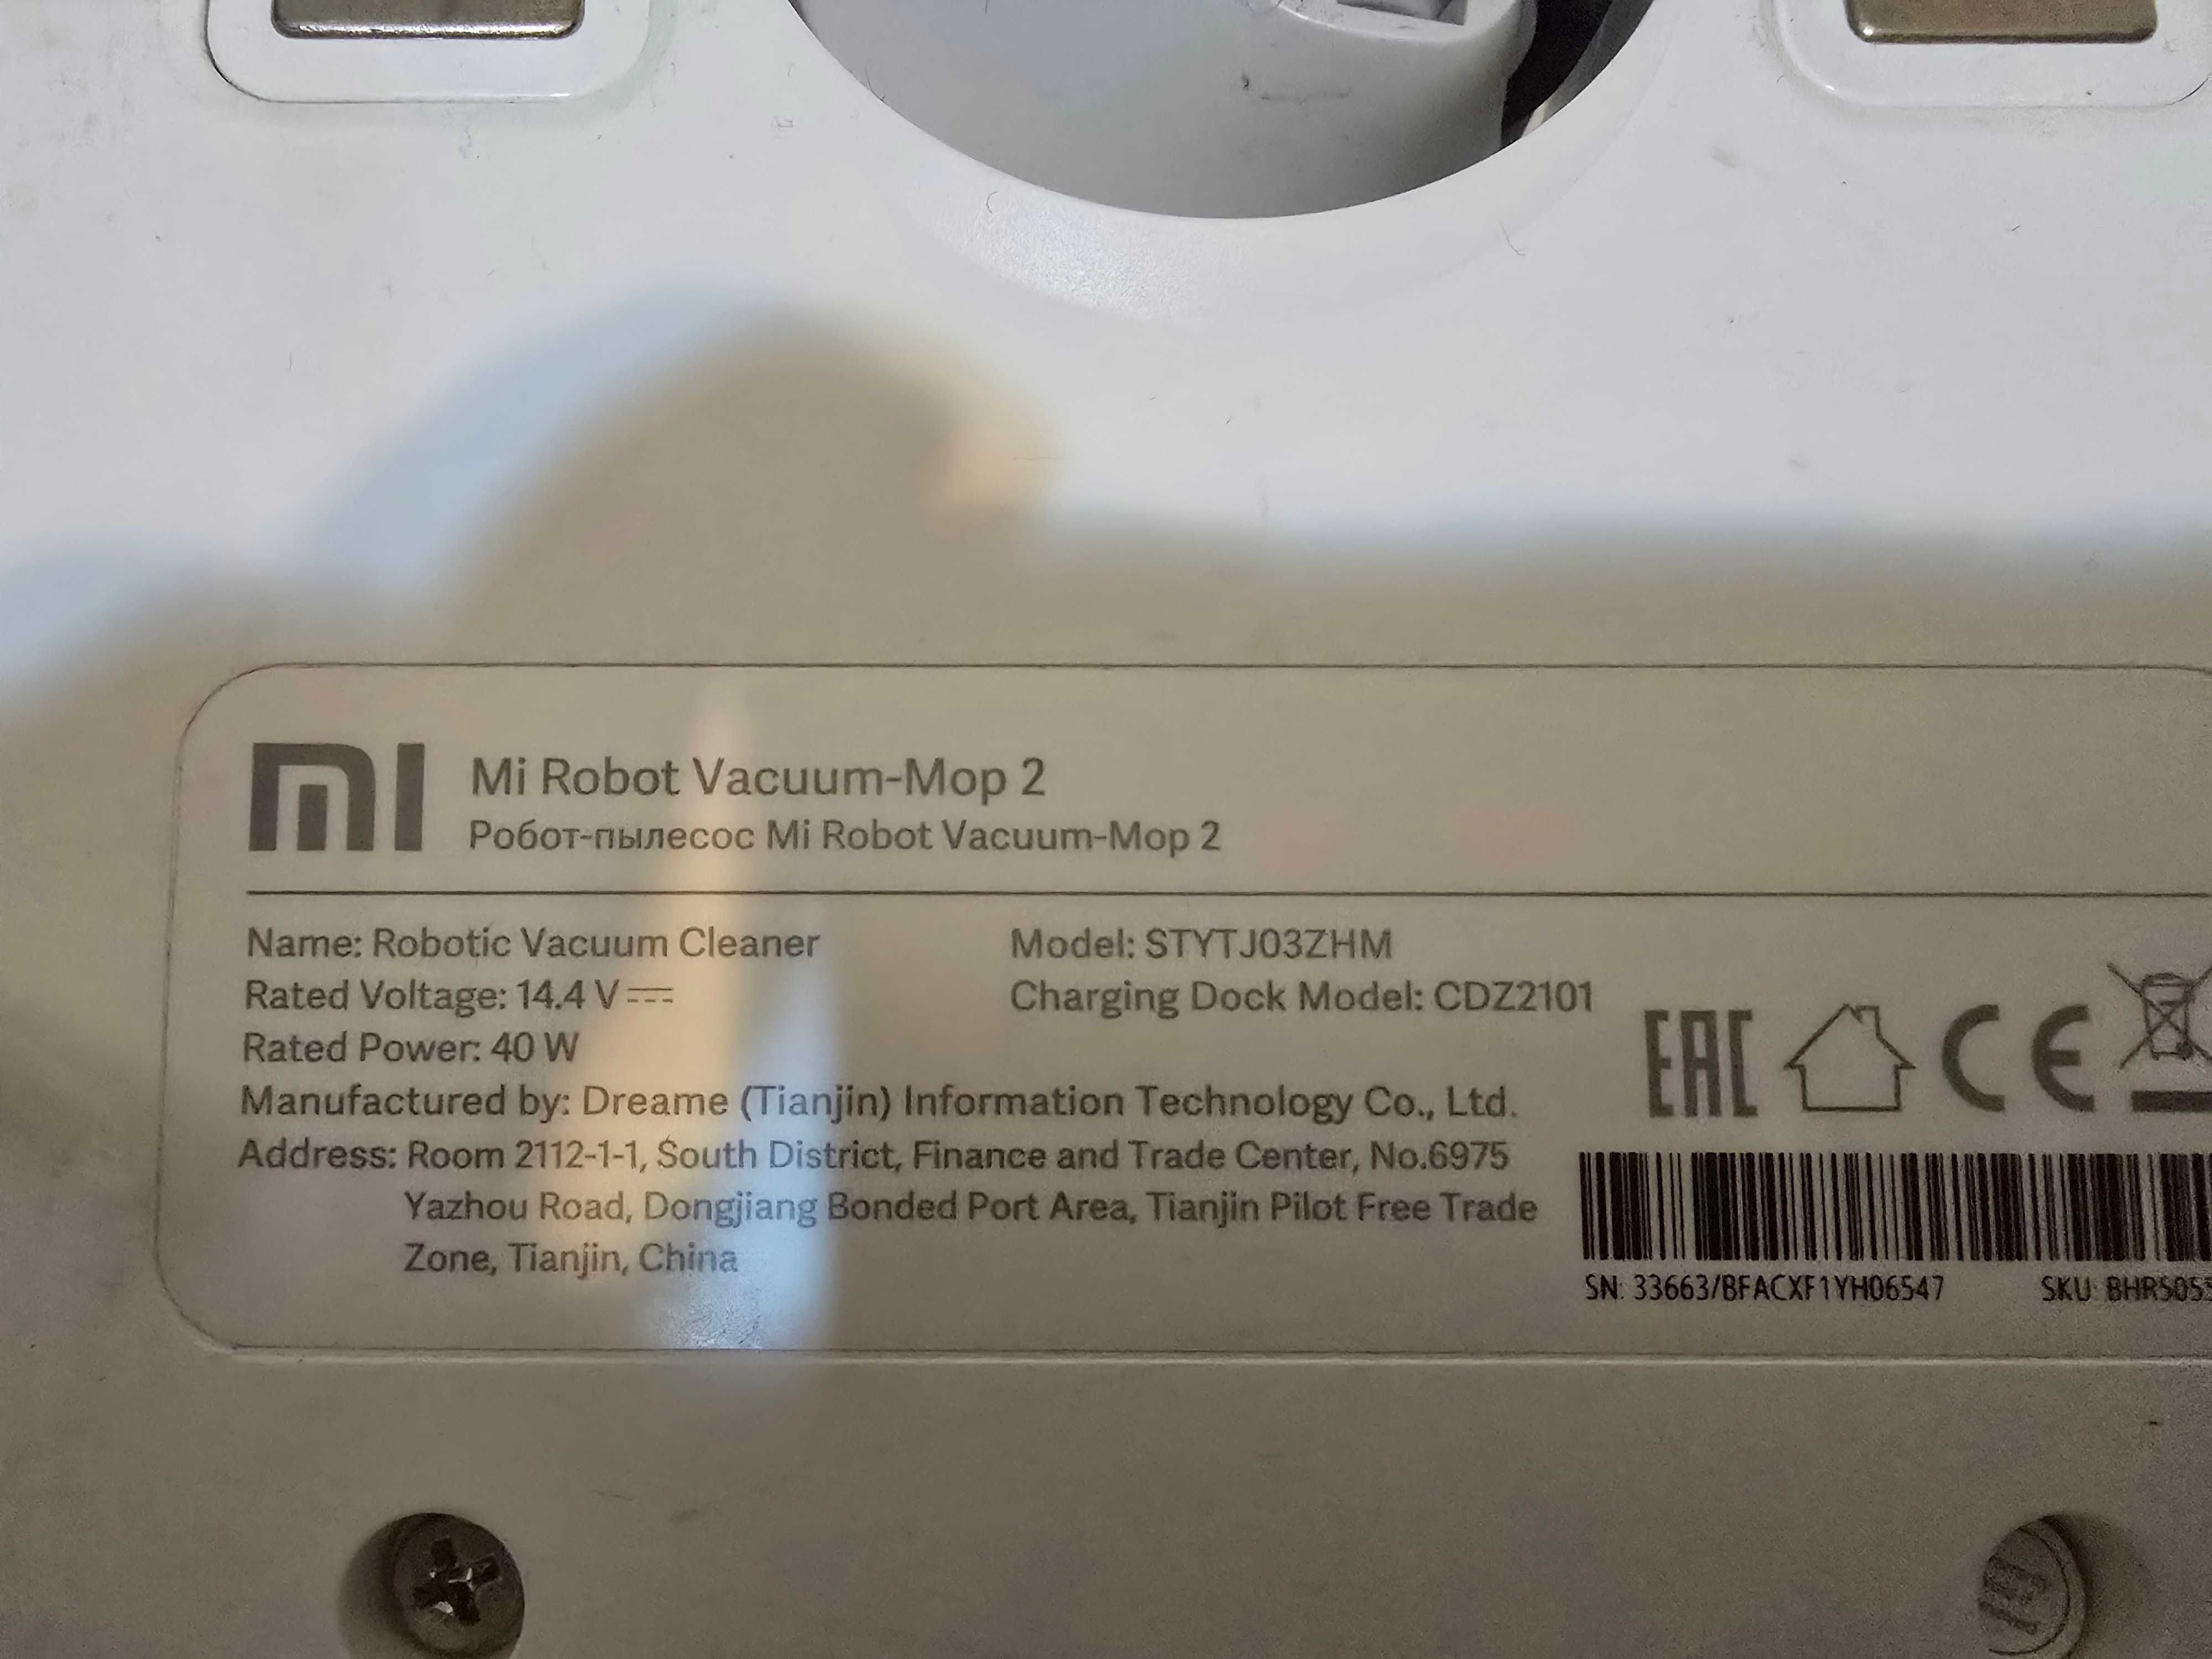 mi Mi Robot Vacuum-Mop 2
Робот-пылесос Mi Robot Vacuum-Mop 2
Name: Robotic Vacuum Cleaner
Model: STYTJ03ZHM
Rated Voltage: 14.4 V⎓
Charging Dock Model: CDZ2101
Rated Power: 40 W
Manufactured by: Dreame (Tianjin) Information Technology Co., Ltd.
Address: Room 2112-1-1, South District, Finance and Trade Center, No.6975
Yazhou Road, Dongjiang Bonded Port Area, Tianjin Pilot Free Trade
Zone, Tianjin, China
EAC CE
SN: 33663/BFACXF1YH06547
SKU: BHR5055